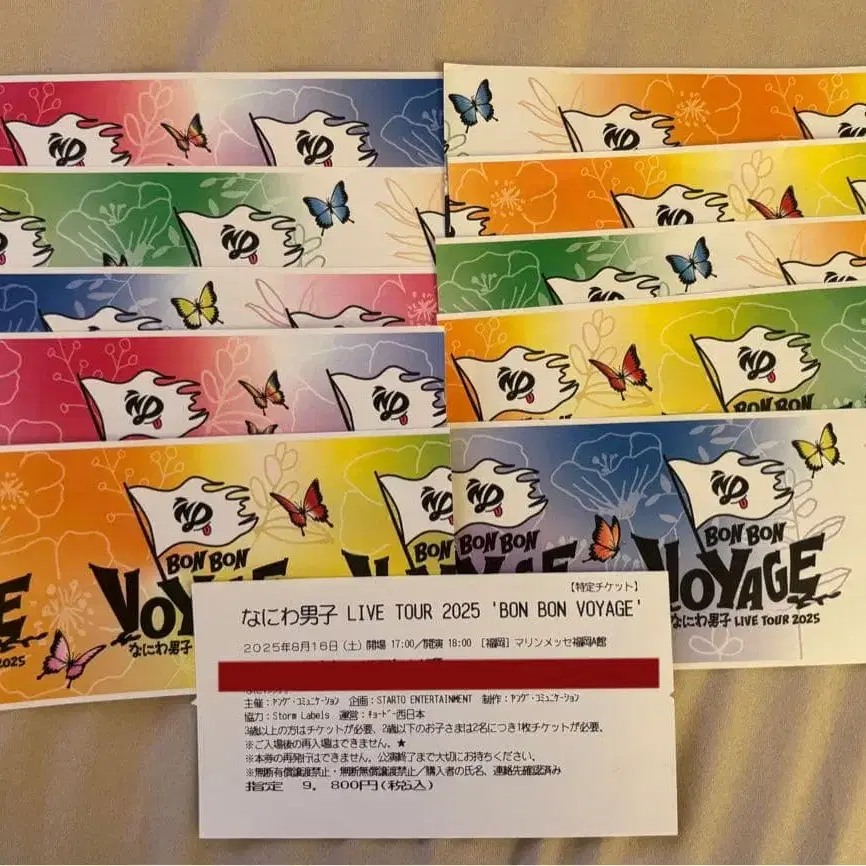 BON BON
BON BON
VOYAGE
なにわ男子 LIVE TOUR 2025
BON BON
VOYAGE
なにわ男子
BON
2025
【特定チケット】
なにわ男子 LIVE TOUR 2025 'BON BON VOYAGE'
2025年8月16日(土) 開場 17:00/開演 18:00 [福岡] マリンメッセ福岡A館
主催:ヤング・コミュニケーション 企画:STARTO ENTERTAINMENT 制作:ヤング・コミュニケーション
協力:Storm Labels 運営:キョードー西日本
3歳以上の方はチケットが必要、2歳以下のお子さまは2名につき1枚チケットが必要。
※ご入場後の再入場はできません。★
※本券の再発行はできません。公演終了まで大切にお持ちください。
※無断有償譲渡禁止・無断無償譲渡禁止/購入者の氏名、連絡先確認済み
指定 9,800円(税込)